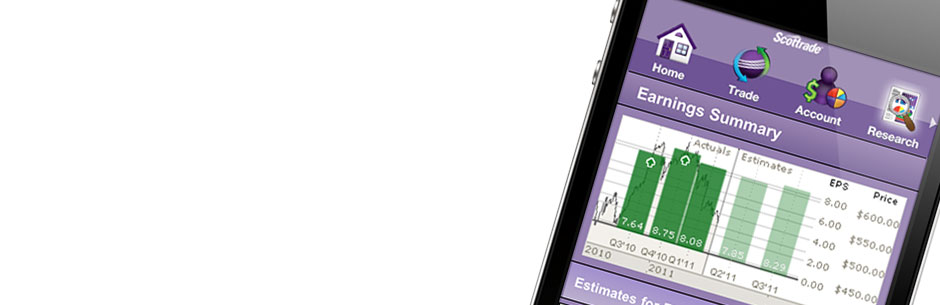 Scottrade
Home Trade Account Research
Earnings Summary
Actuals Estimates
EPS Price
8.00 $600.00
6.00 $550.00
4.00 $500.00
2.00 $450.00
0.00
7.64 8.75 8.08 7.85 8.29
Q3'10 Q4'10 Q1'11 Q2'11 Q3'11
2010 2011
Estimates for